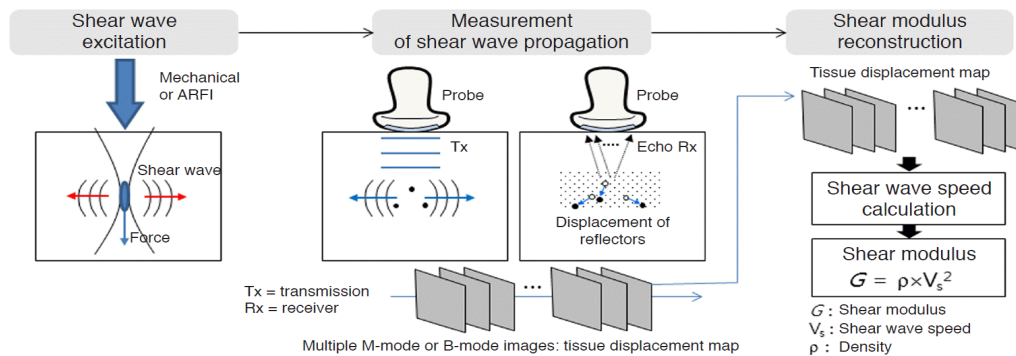 Shear wave
excitation
Measurement
of shear wave propagation
Shear modulus
reconstruction
Mechanical
or ARFI
Shear wave
Force
Probe
Tx
Probe
Echo Rx
Displacement of
reflectors
Tx = transmission
Rx = receiver
Multiple M-mode or B-mode images: tissue displacement map
Tissue displacement map
Shear wave speed
calculation
Shear modulus
G = ρ×Vs²
G : Shear modulus
Vs : Shear wave speed
ρ : Density